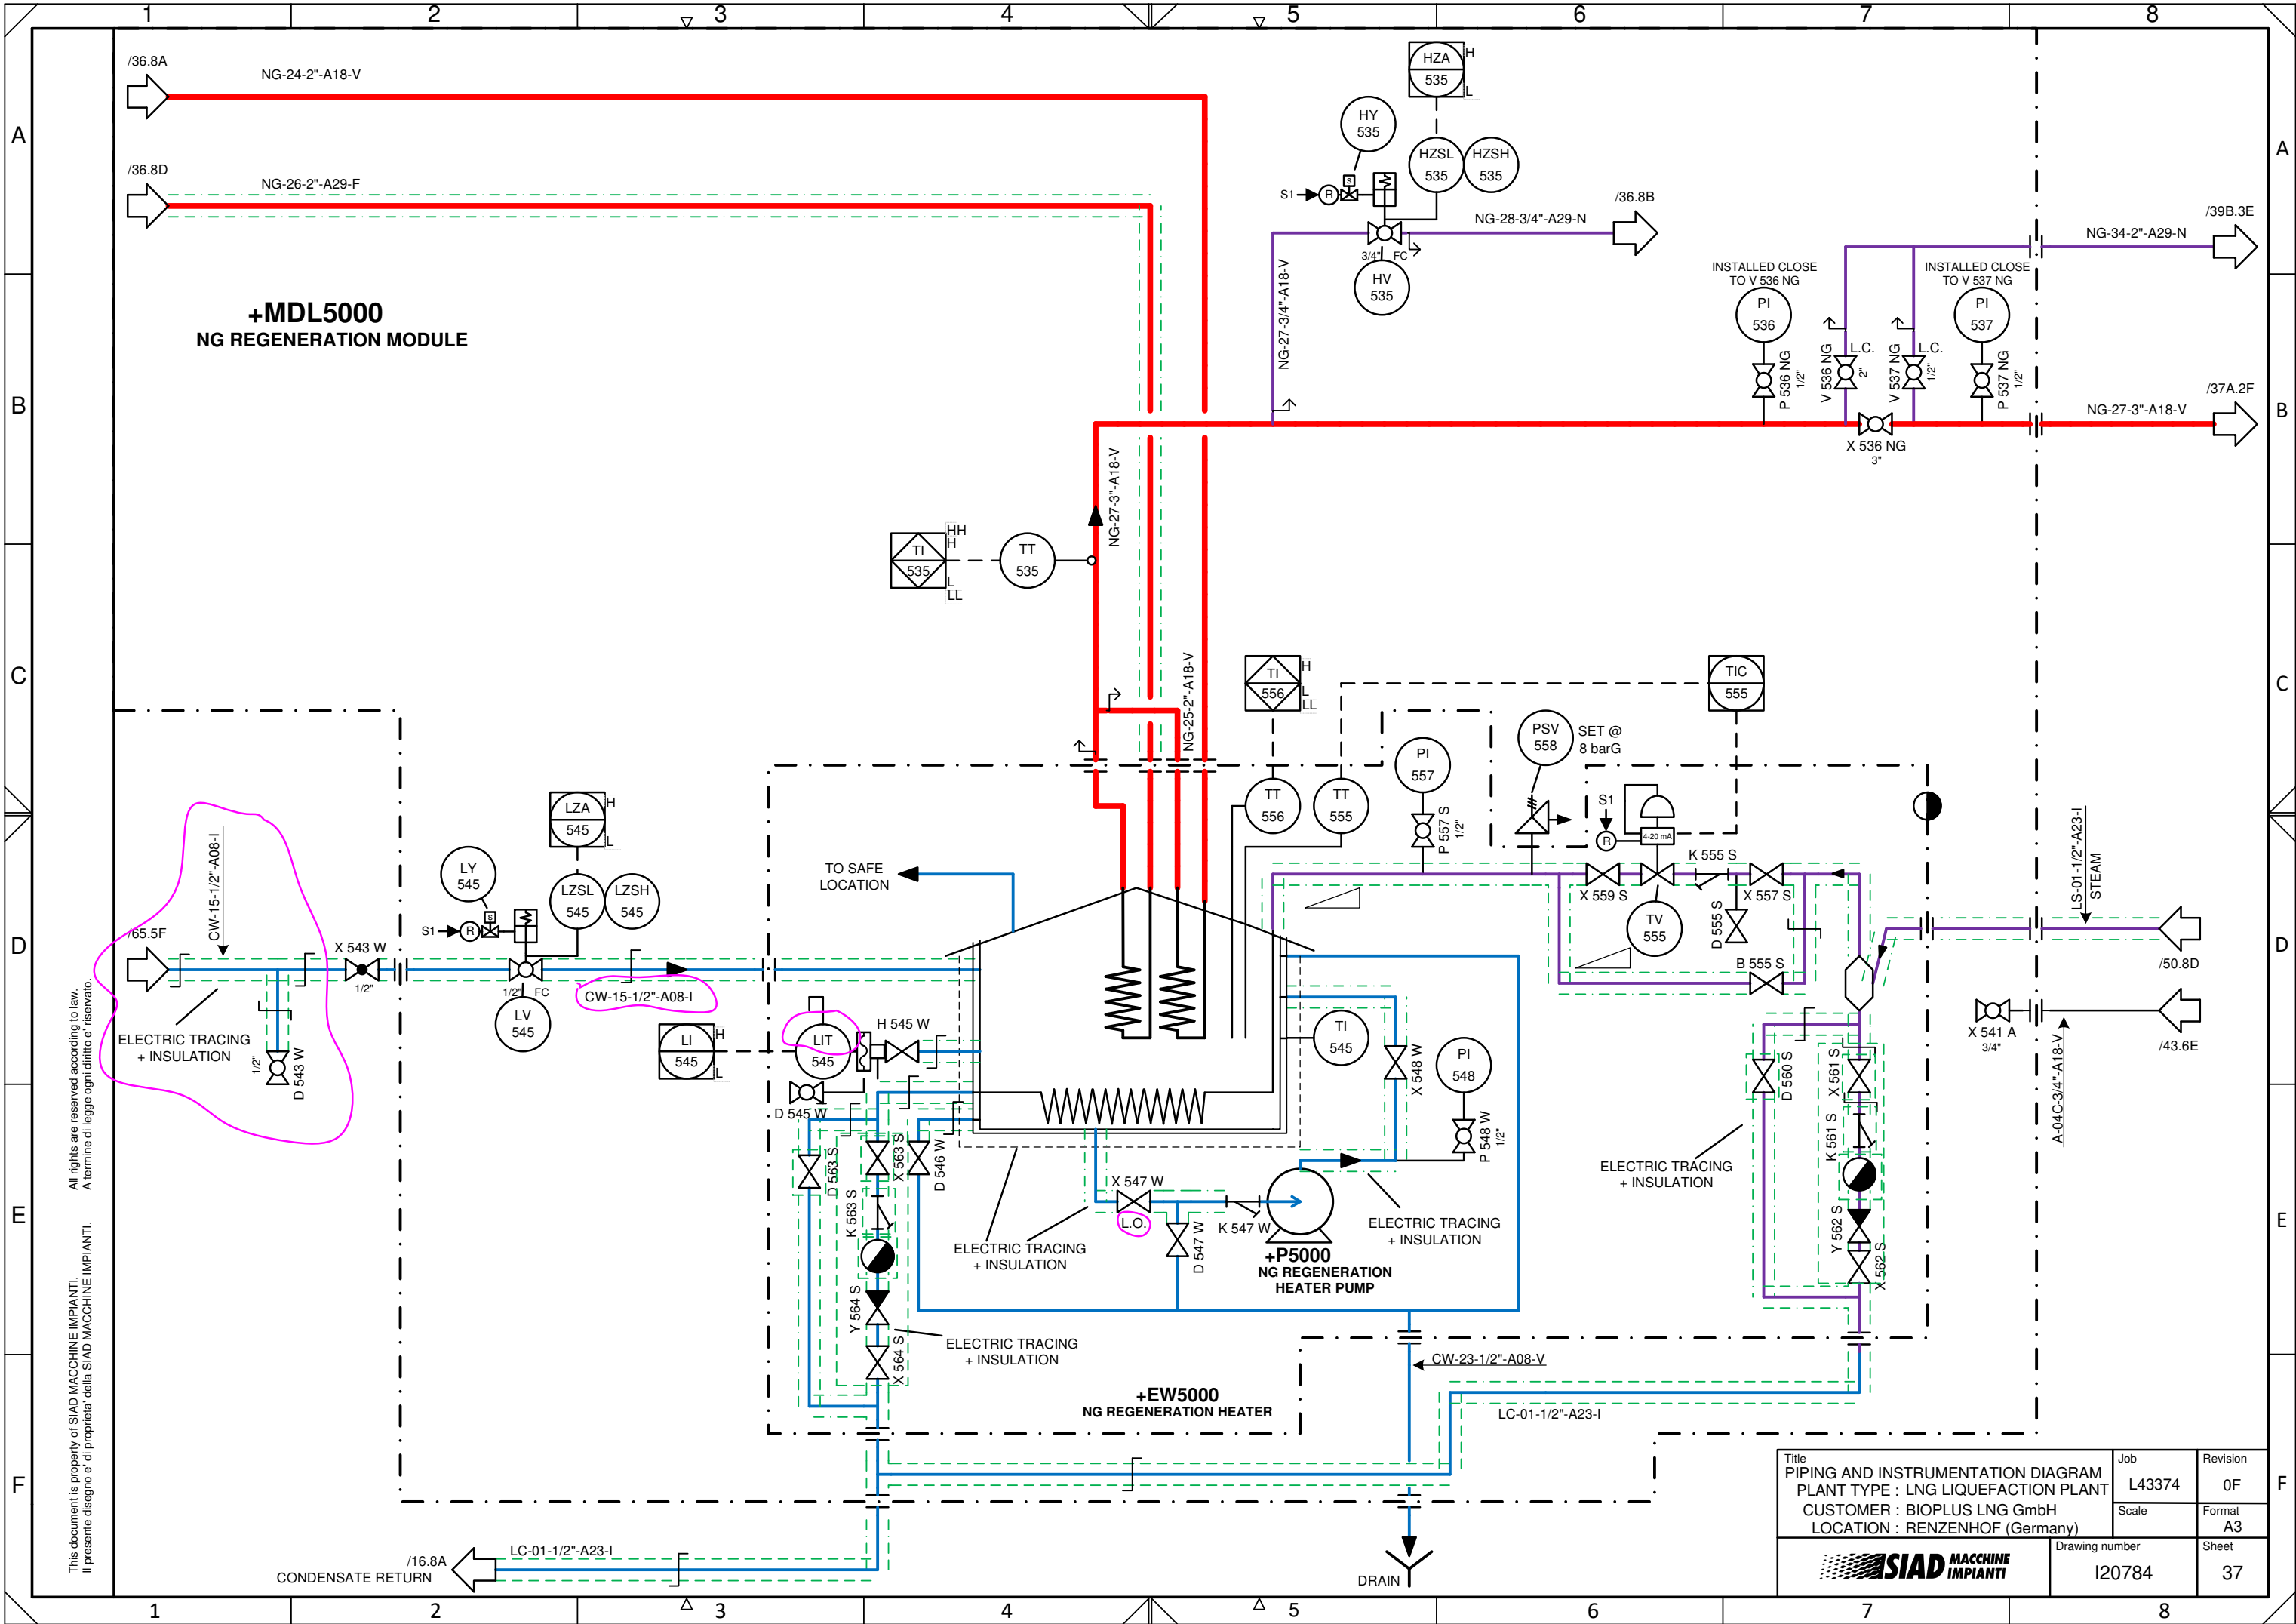 1 2 3 4 5 6 7 8
A
B
C
D
E
F
/36.8A
NG-24-2"-A18-V
/36.8D
NG-26-2"-A29-F
+MDL5000
NG REGENERATION MODULE
HZA
535
H
L
HY
535
HZSL
535
HZSH
535
S1
R
S
3/4" FC
HV
535
NG-28-3/4"-A29-N
/36.8B
NG-27-3/4"-A18-V
/39B.3E
NG-34-2"-A29-N
INSTALLED CLOSE
TO V 536 NG
PI
536
P 536 NG
1/2"
V 536 NG
L.C.
2"
V 537 NG
L.C.
1/2"
INSTALLED CLOSE
TO V 537 NG
PI
537
P 537 NG
1/2"
/37A.2F
NG-27-3"-A18-V
X 536 NG
3"
NG-27-3"-A18-V
TI
535
HH
H
L
LL
TT
535
NG-25-2"-A18-V
TI
556
H
L
LL
TIC
555
PSV
558
SET @
8 barG
PI
557
P 557 S
1/2"
TT
556
TT
555
S1
R
4-20 mA
K 555 S
X 559 S
X 557 S
TV
555
D 555 S
B 555 S
LS-01-1/2"-A23-I
STEAM
/50.8D
X 541 A
3/4"
/43.6E
A-04C-3/4"-A18-V
CW-15-1/2"-A08-I
/65.5F
X 543 W
1/2"
ELECTRIC TRACING
+ INSULATION
1/2"
D 543 W
LZA
545
H
L
LY
545
LZSL
545
LZSH
545
S1
R
S
1/2" FC
LV
545
CW-15-1/2"-A08-I
TO SAFE
LOCATION
LI
545
H
L
LIT
545
H 545 W
D 545 W
TI
545
X 548 W
PI
548
P 548 W
1/2"
D 563 S
X 563 S
D 546 W
K 563 S
Y 564 S
X 564 S
X 547 W
L.O.
K 547 W
D 547 W
ELECTRIC TRACING
+ INSULATION
ELECTRIC TRACING
+ INSULATION
ELECTRIC TRACING
+ INSULATION
+P5000
NG REGENERATION
HEATER PUMP
ELECTRIC TRACING
+ INSULATION
D 560 S
X 561 S
K 561 S
Y 562 S
X 562 S
CW-23-1/2"-A08-V
+EW5000
NG REGENERATION HEATER
LC-01-1/2"-A23-I
/16.8A
LC-01-1/2"-A23-I
CONDENSATE RETURN
DRAIN
This document is property of SIAD MACCHINE IMPIANTI. All rights are reserved according to law.
Il presente disegno e' di proprieta' della SIAD MACCHINE IMPIANTI. A termine di legge ogni diritto e' riservato.
Title
PIPING AND INSTRUMENTATION DIAGRAM
PLANT TYPE : LNG LIQUEFACTION PLANT
CUSTOMER : BIOPLUS LNG GmbH
LOCATION : RENZENHOF (Germany)
Job
L43374
Revision
0F
Scale
Format
A3
SIAD MACCHINE
IMPIANTI
Drawing number
I20784
Sheet
37
A
B
C
D
E
F
1 2 3 4 5 6 7 8